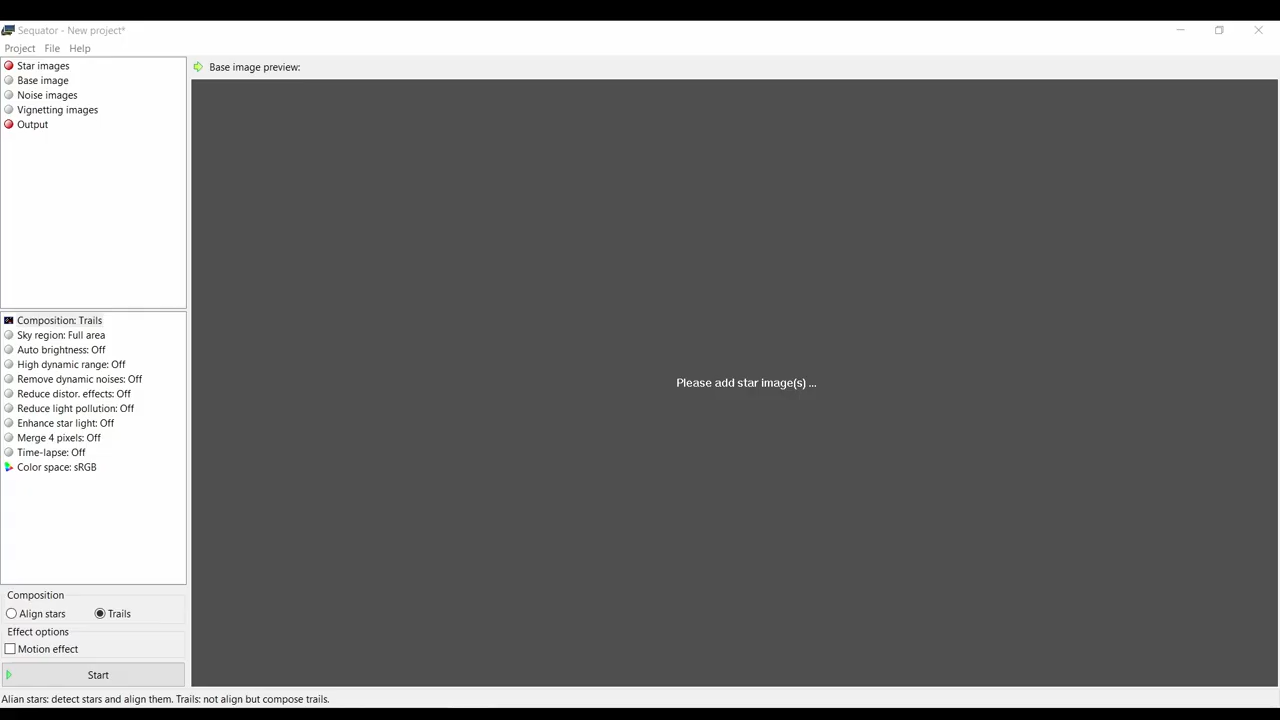 Sequator - New project*
Project File Help
Star images
Base image
Noise images
Vignetting images
Output
Base image preview:
Please add star image(s) ...
Composition: Trails
Sky region: Full area
Auto brightness: Off
High dynamic range: Off
Remove dynamic noises: Off
Reduce distor. effects: Off
Reduce light pollution: Off
Enhance star light: Off
Merge 4 pixels: Off
Time-lapse: Off
Color space: sRGB
Composition
Align stars Trails
Effect options
Motion effect
Start
Alian stars: detect stars and align them. Trails: not align but compose trails.